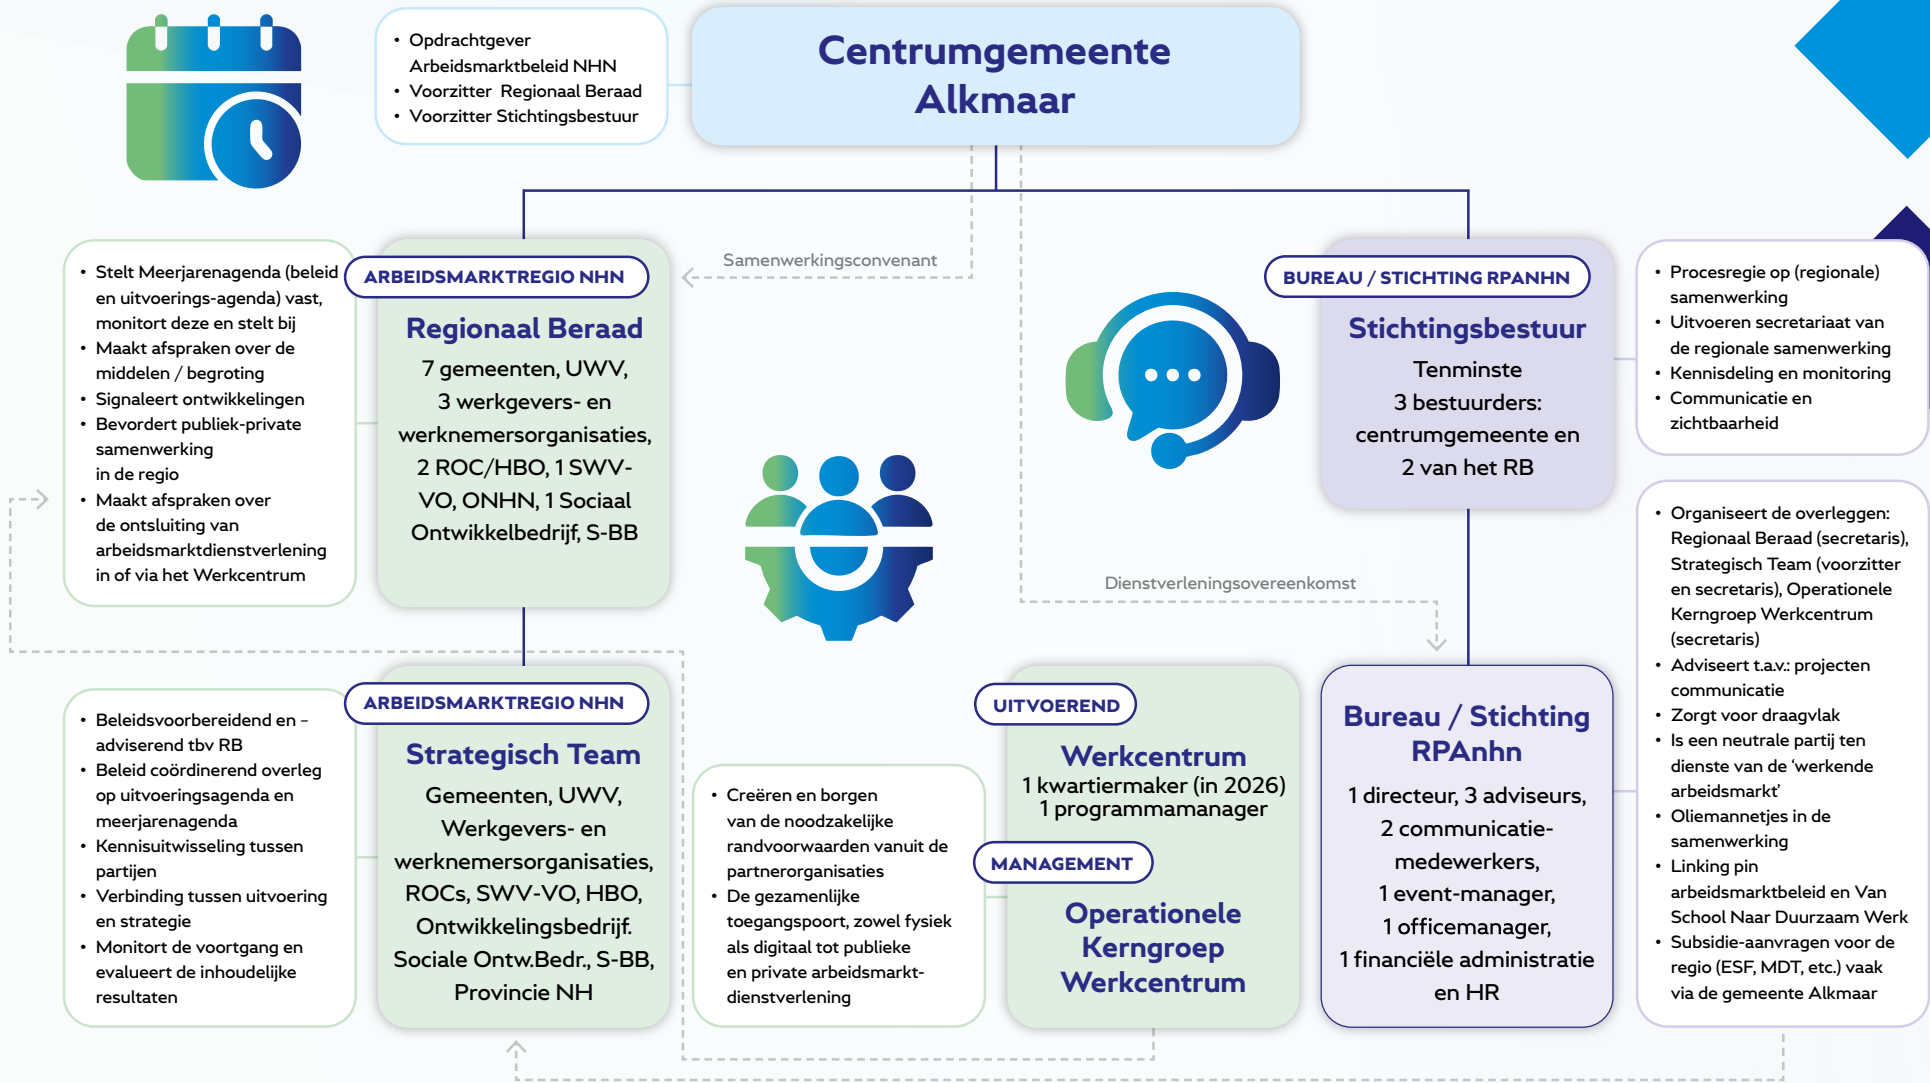 • Opdrachtgever
Arbeidsmarktbeleid NHN
• Voorzitter Regionaal Beraad
• Voorzitter Stichtingsbestuur
Centrumgemeente
Alkmaar
Samenwerkingsconvenant
• Stelt Meerjarenagenda (beleid
en uitvoerings-agenda) vast,
monitort deze en stelt bij
• Maakt afspraken over de
middelen / begroting
• Signaleert ontwikkelingen
• Bevordert publiek-private
samenwerking
in de regio
• Maakt afspraken over
de ontsluiting van
arbeidsmarktdienstverlening
in of via het Werkcentrum
ARBEIDSMARKTREGIO NHN
Regionaal Beraad
7 gemeenten, UWV,
3 werkgevers- en
werknemersorganisaties,
2 ROC/HBO, 1 SWV-
VO, ONHN, 1 Sociaal
Ontwikkelbedrijf, S-BB
BUREAU / STICHTING RPANHN
Stichtingsbestuur
Tenminste
3 bestuurders:
centrumgemeente en
2 van het RB
• Procesregie op (regionale)
samenwerking
• Uitvoeren secretariaat van
de regionale samenwerking
• Kennisdeling en monitoring
• Communicatie en
zichtbaarheid
Dienstverleningsovereenkomst
• Beleidsvoorbereidend en –
adviserend tbv RB
• Beleid coördinerend overleg
op uitvoeringsagenda en
meerjarenagenda
• Kennisuitwisseling tussen
partijen
• Verbinding tussen uitvoering
en strategie
• Monitort de voortgang en
evalueert de inhoudelijke
resultaten
ARBEIDSMARKTREGIO NHN
Strategisch Team
Gemeenten, UWV,
Werkgevers- en
werknemersorganisaties,
ROCs, SWV-VO, HBO,
Ontwikkelingsbedrijf.
Sociale Ontw.Bedr., S-BB,
Provincie NH
• Creëren en borgen
van de noodzakelijke
randvoorwaarden vanuit de
partnerorganisaties
• De gezamenlijke
toegangspoort, zowel fysiek
als digitaal tot publieke
en private arbeidsmarkt-
dienstverlening
UITVOEREND
Werkcentrum
1 kwartiermaker (in 2026)
1 programmamanager
MANAGEMENT
Operationele
Kerngroep
Werkcentrum
Bureau / Stichting
RPAnhn
1 directeur, 3 adviseurs,
2 communicatie-
medewerkers,
1 event-manager,
1 officemanager,
1 financiële administratie
en HR
• Organiseert de overleggen:
Regionaal Beraad (secretaris),
Strategisch Team (voorzitter
en secretaris), Operationele
Kerngroep Werkcentrum
(secretaris)
• Adviseert t.a.v.: projecten
communicatie
• Zorgt voor draagvlak
• Is een neutrale partij ten
dienste van de ‘werkende
arbeidsmarkt’
• Oliemannetjes in de
samenwerking
• Linking pin
arbeidsmarktbeleid en Van
School Naar Duurzaam Werk
• Subsidie-aanvragen voor de
regio (ESF, MDT, etc.) vaak
via de gemeente Alkmaar